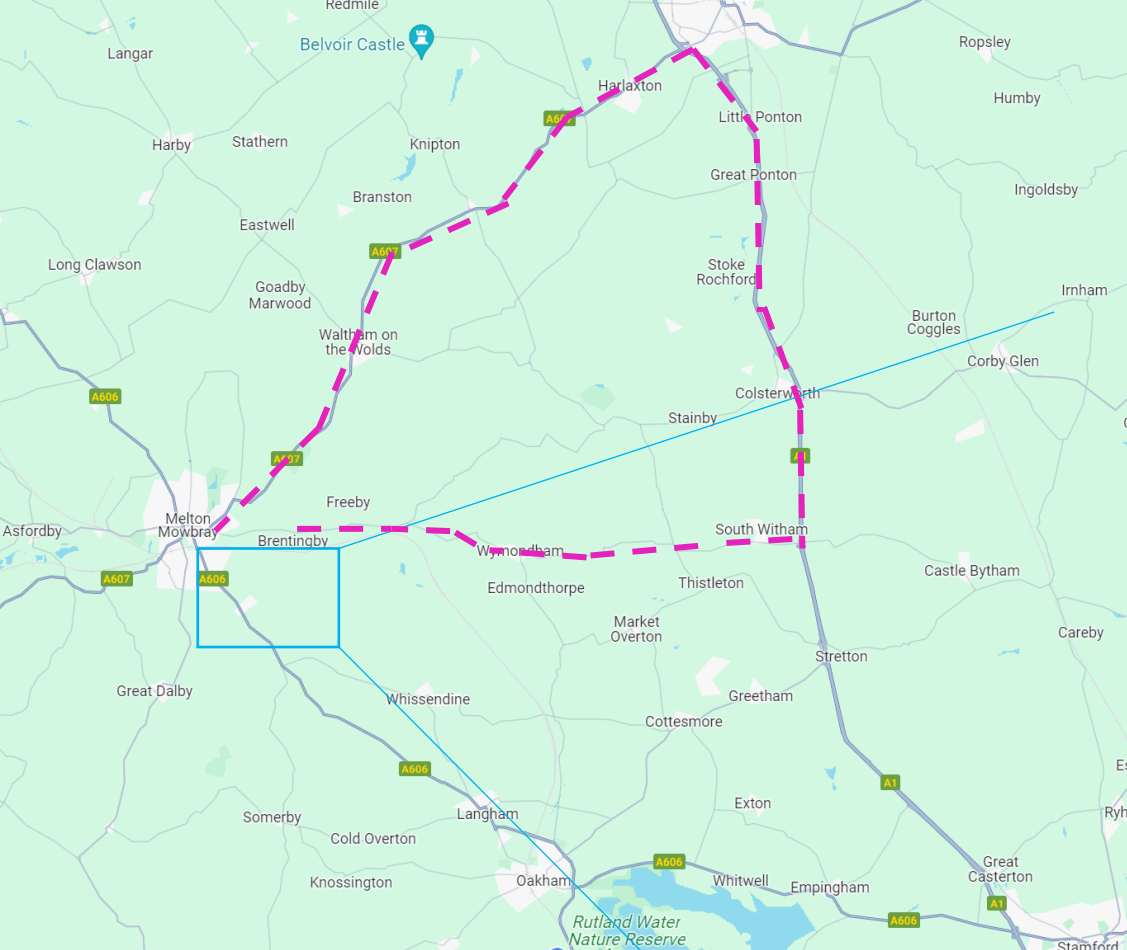 Redmile
Belvoir Castle
Langar
Ropsley
Harlaxton
Humby
A607
Little Ponton
Harby
Stathern
Knipton
Great Ponton
Ingoldsby
Branston
Eastwell
A607
Long Clawson
Stoke
Rochford
Goadby
Marwood
Irnham
Burton
Coggles
Waltham on
the Wolds
Corby Glen
A606
Colsterworth
Stainby
A607
A1
Freeby
Melton
Mowbray
Asfordby
Brentingby
South Witham
Wymondham
A607
A606
Edmondthorpe
Thistleton
Castle Bytham
Market
Overton
Careby
Stretton
Great Dalby
Whissendine
Greetham
Cottesmore
A606
A1
Exton
Langham
Somerby
Cold Overton
Knossington
Oakham
A606
Whitwell
Empingham
Great
Casterton
A1
A606
Rutland Water
Nature Reserve
Stamford